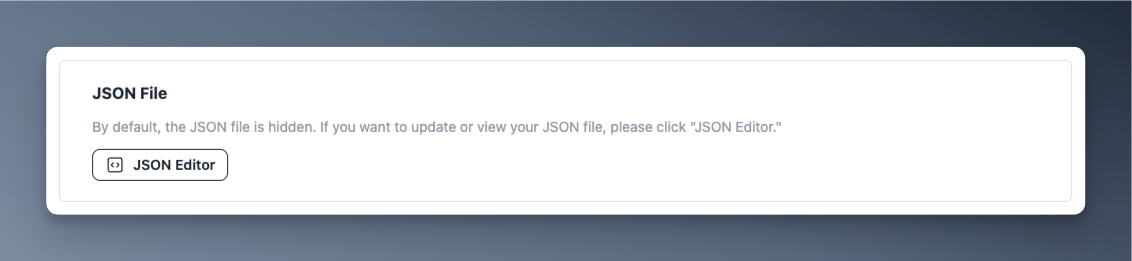 JSON File
By default, the JSON file is hidden. If you want to update or view your JSON file, please click "JSON Editor."
JSON Editor